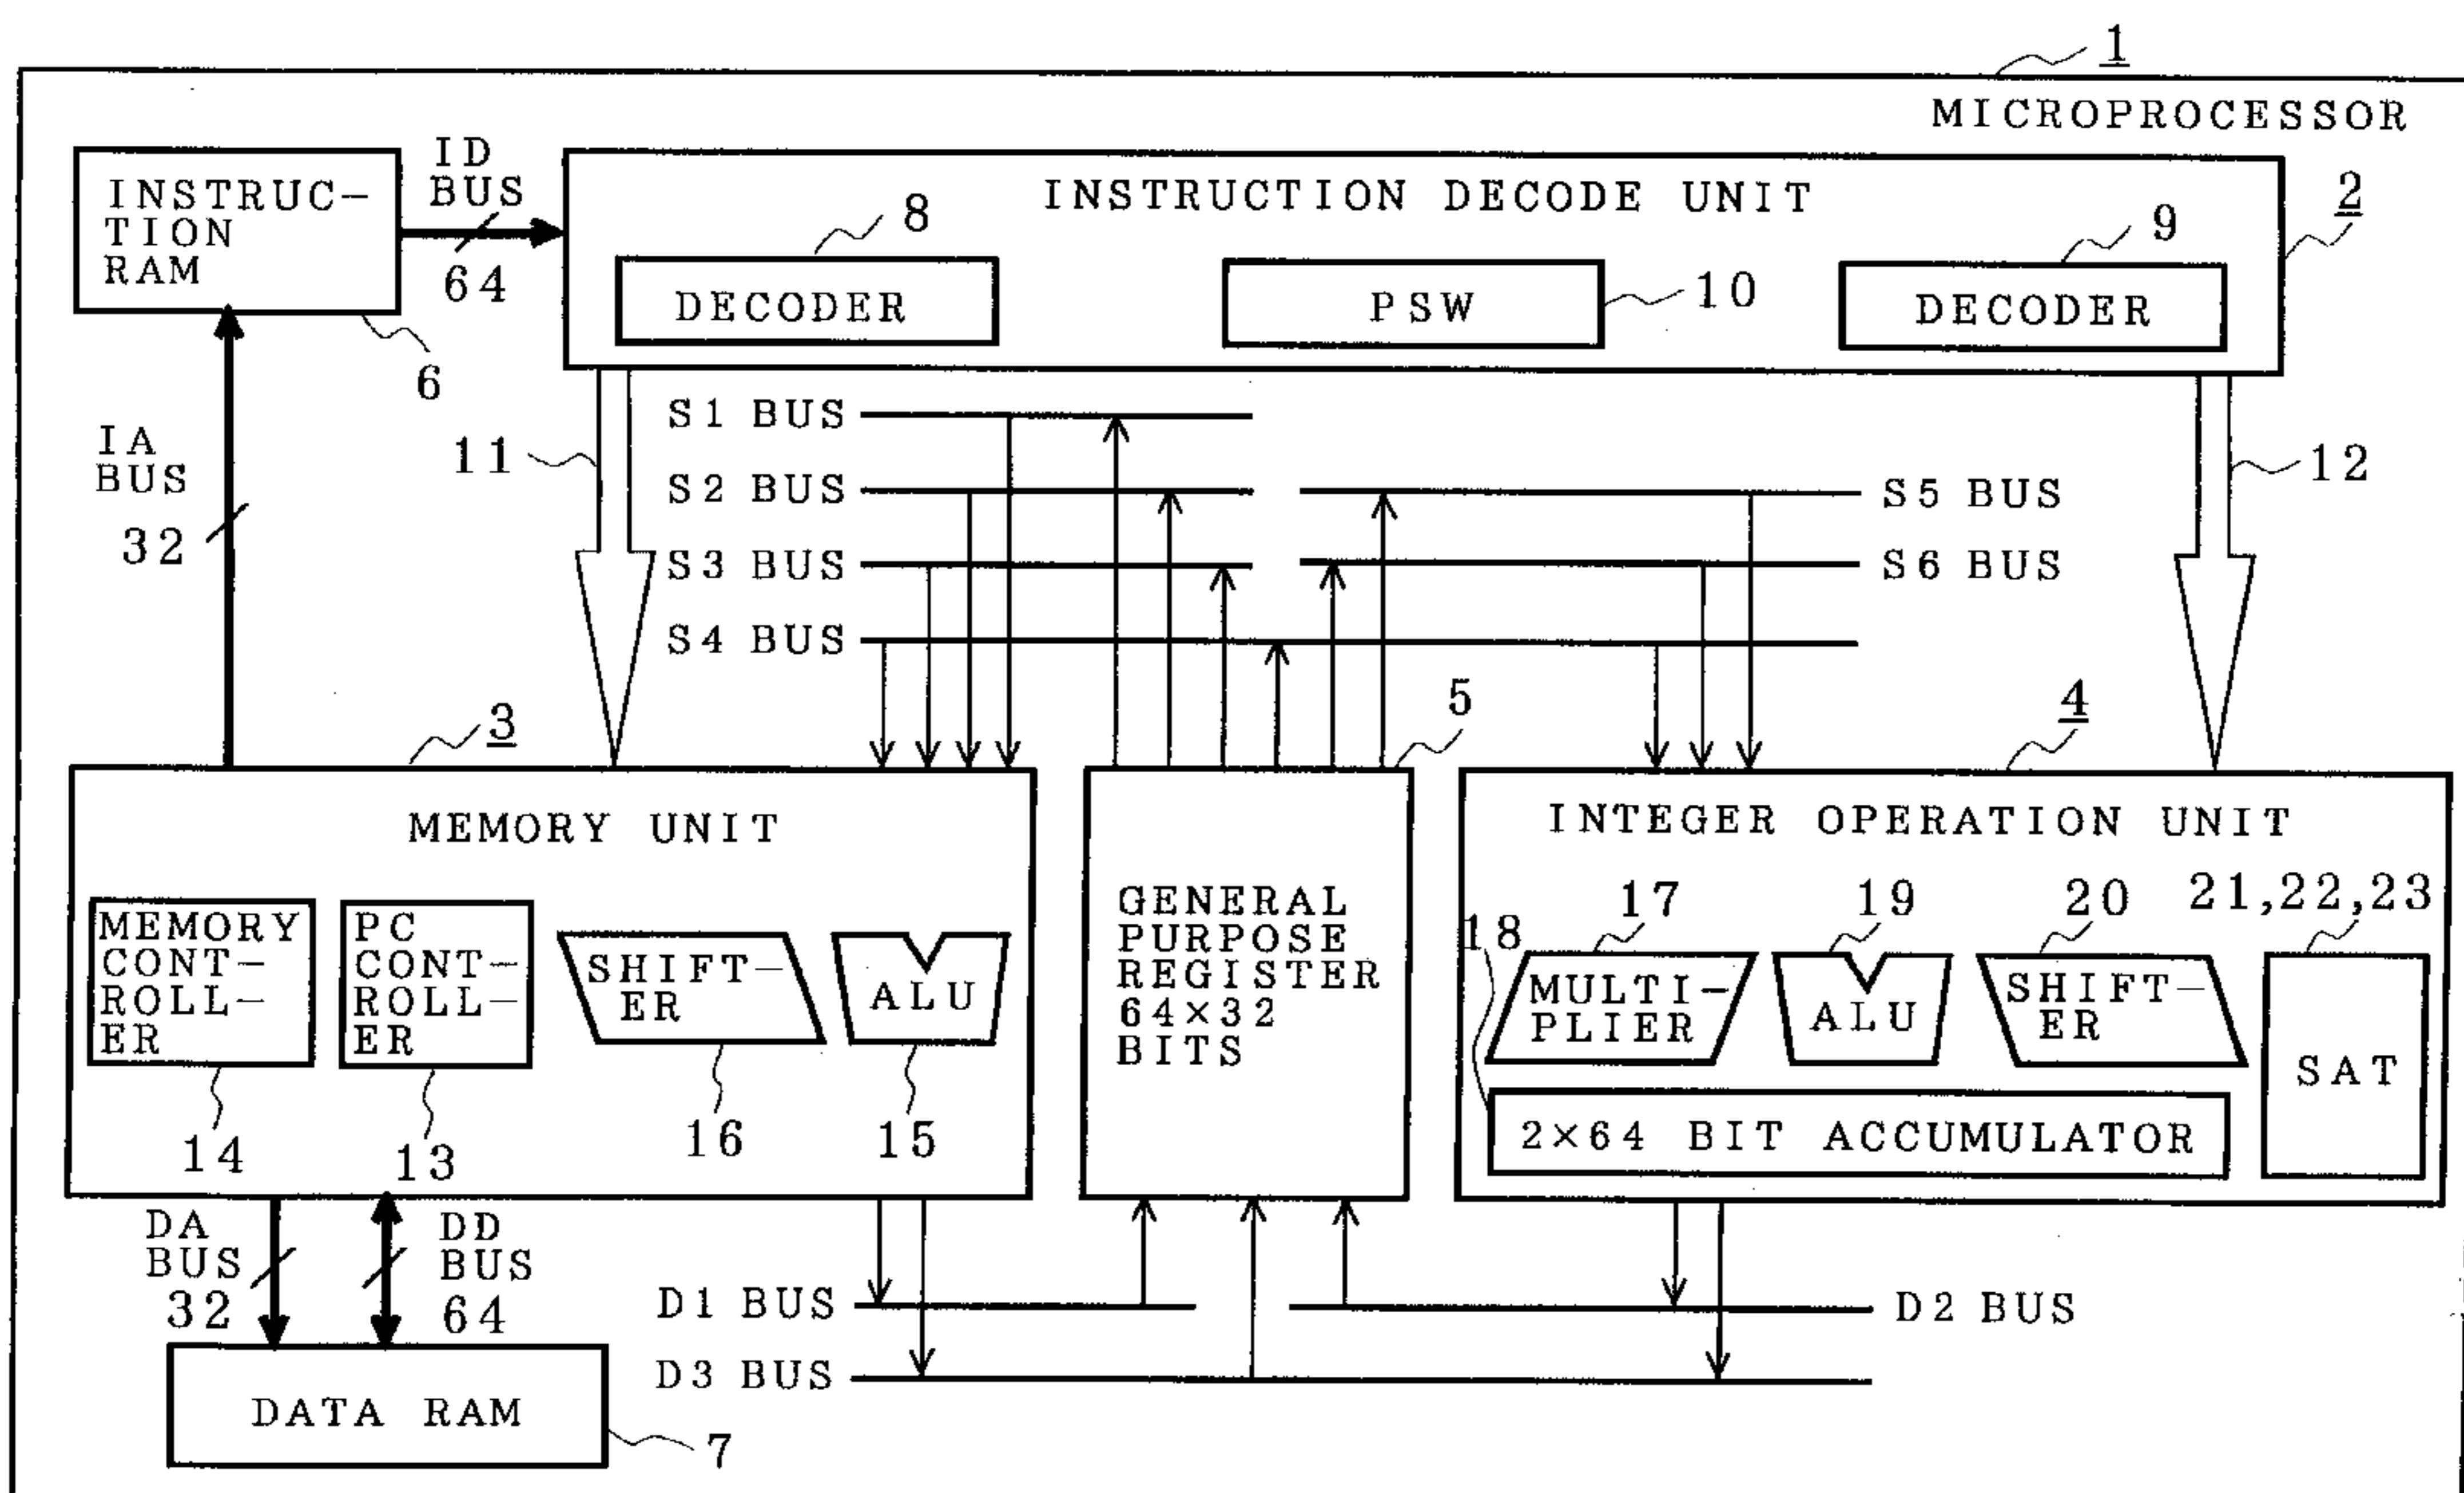 1
MICROPROCESSOR
INSTRUC-
TION
RAM
6
ID
BUS
64
INSTRUCTION DECODE UNIT
2
8
DECODER
PSW
10
9
DECODER
IA
BUS
32
11
12
S1 BUS
S2 BUS
S3 BUS
S4 BUS
S5 BUS
S6 BUS
3
MEMORY UNIT
MEMORY
CONT-
ROLL-
ER
14
PC
CONT-
ROLL-
ER
13
SHIFT-
ER
16
ALU
15
5
GENERAL
PURPOSE
REGISTER
64×32
BITS
4
INTEGER OPERATION UNIT
17
MULTI-
PLIER
18
19
ALU
20
SHIFT-
ER
21,22,23
SAT
2×64 BIT ACCUMULATOR
DA
BUS
32
DD
BUS
64
D1 BUS
D2 BUS
D3 BUS
DATA RAM
7